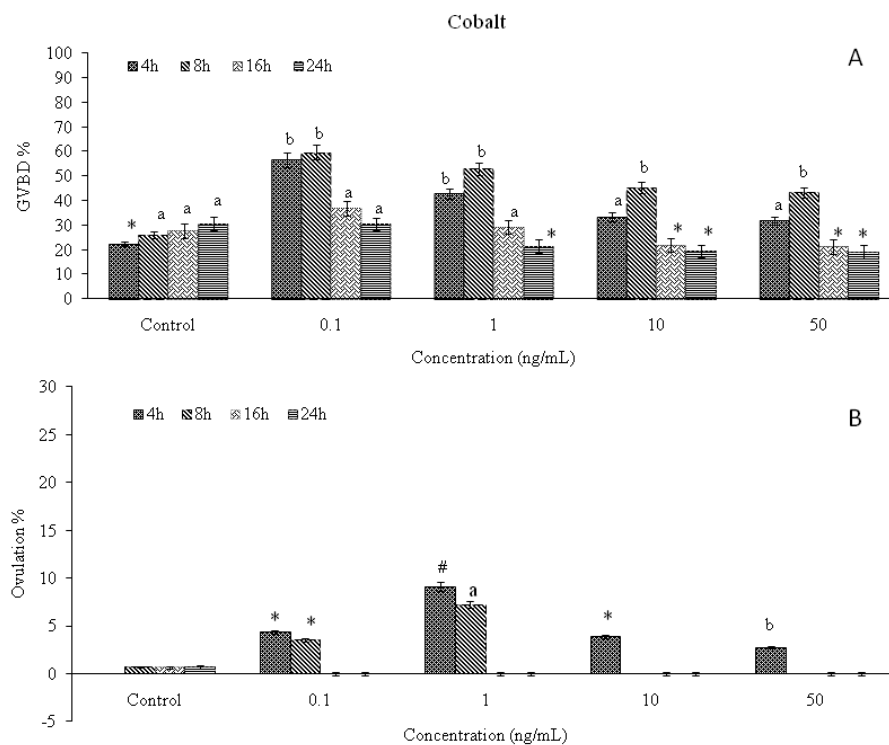 Cobalt
A
4h 8h 16h 24h
GVBD %
100
90
80
70
60
50
40
30
20
10
0
* a a a
b b a a
b b a *
a b * *
a b * *
Control 0.1 1 10 50
Concentration (ng/mL)
B
4h 8h 16h 24h
Ovulation %
30
25
20
15
10
5
0
-5
* *
# a
*
b
Control 0.1 1 10 50
Concentration (ng/mL)